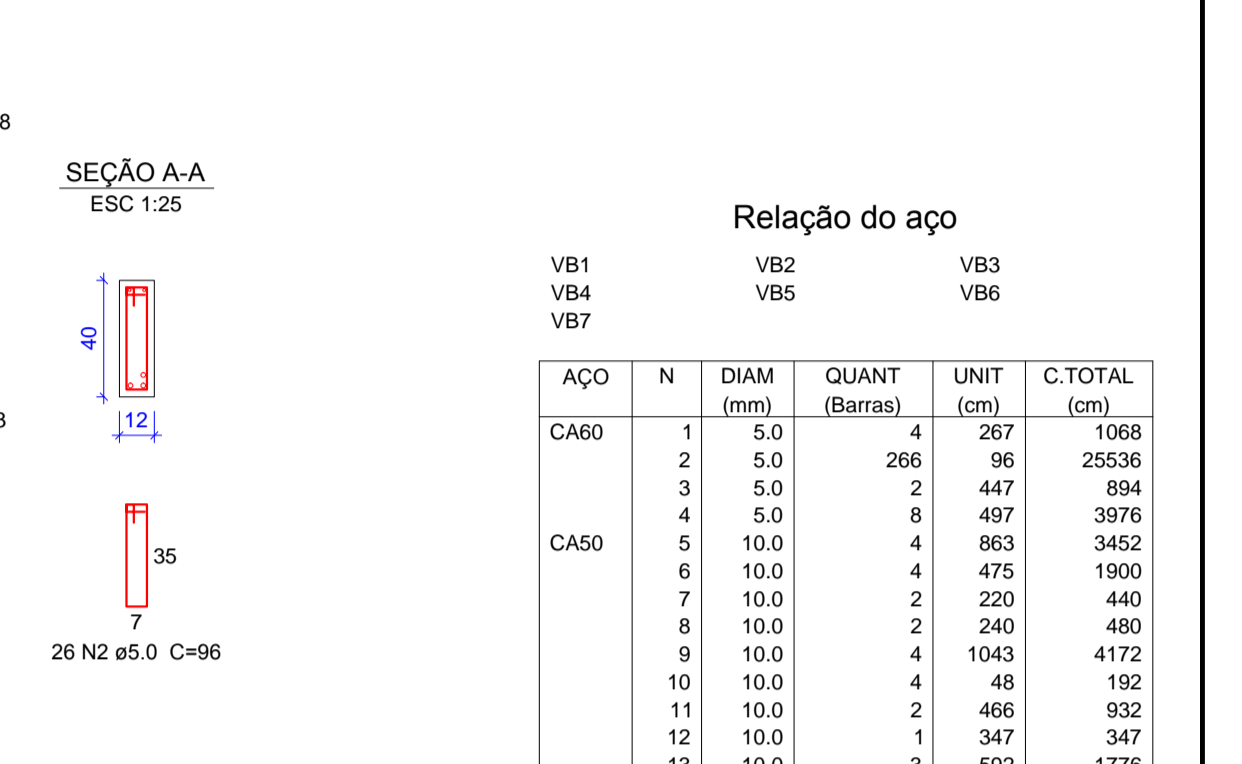 8
SEÇÃO A-A
ESC 1:25
40
12
35
7
26 N2 ø5.0 C=96
Relação do aço
VB1 VB2 VB3
VB4 VB5 VB6
VB7
AÇO N DIAM QUANT UNIT C.TOTAL
(mm) (Barras) (cm) (cm)
CA60 1 5.0 4 267 1068
2 5.0 266 96 25536
3 5.0 2 447 894
4 5.0 8 497 3976
CA50 5 10.0 4 863 3452
6 10.0 4 475 1900
7 10.0 2 220 440
8 10.0 2 240 480
9 10.0 4 1043 4172
10 10.0 4 48 192
11 10.0 2 466 932
12 10.0 1 347 347
13 10.0 3 592 1776